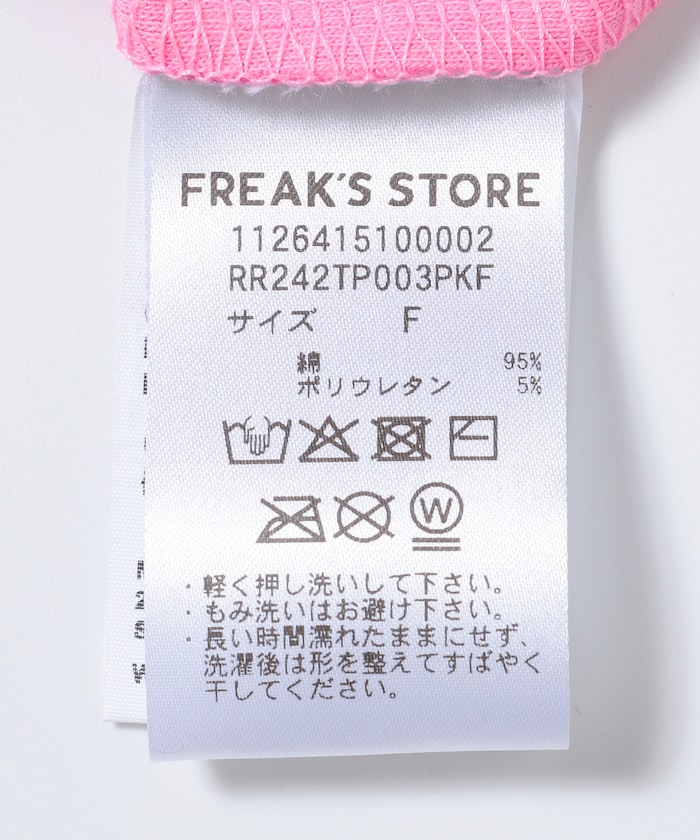 FREAK'S STORE
1126415100002
RR242TP003PKF
サイズ F
綿 95%
ポリウレタン 5%
W
・軽く押し洗いして下さい。
・もみ洗いはお避け下さい。
・長い時間濡れたままにせず、
洗濯後は形を整えてすばやく
干してください。